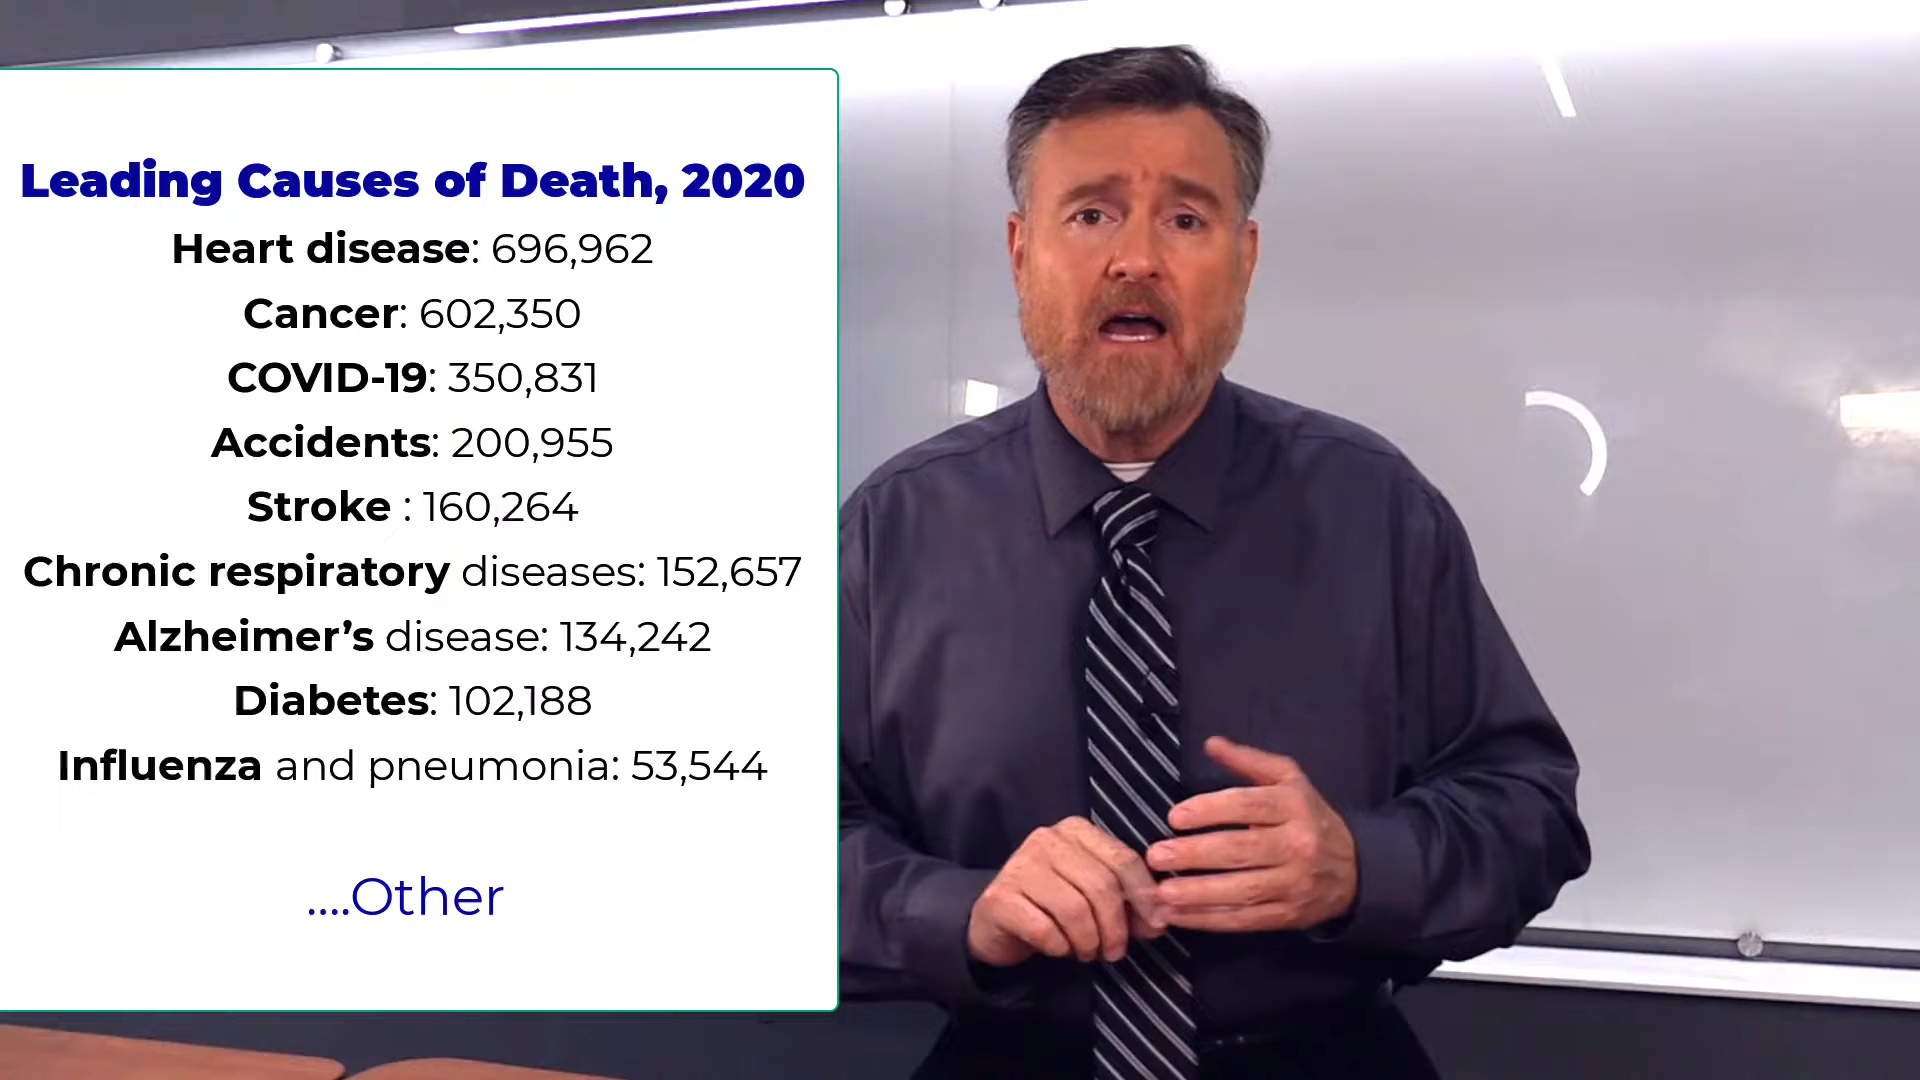 Leading Causes of Death, 2020
Heart disease: 696,962
Cancer: 602,350
COVID-19: 350,831
Accidents: 200,955
Stroke : 160,264
Chronic respiratory diseases: 152,657
Alzheimer’s disease: 134,242
Diabetes: 102,188
Influenza and pneumonia: 53,544
....Other